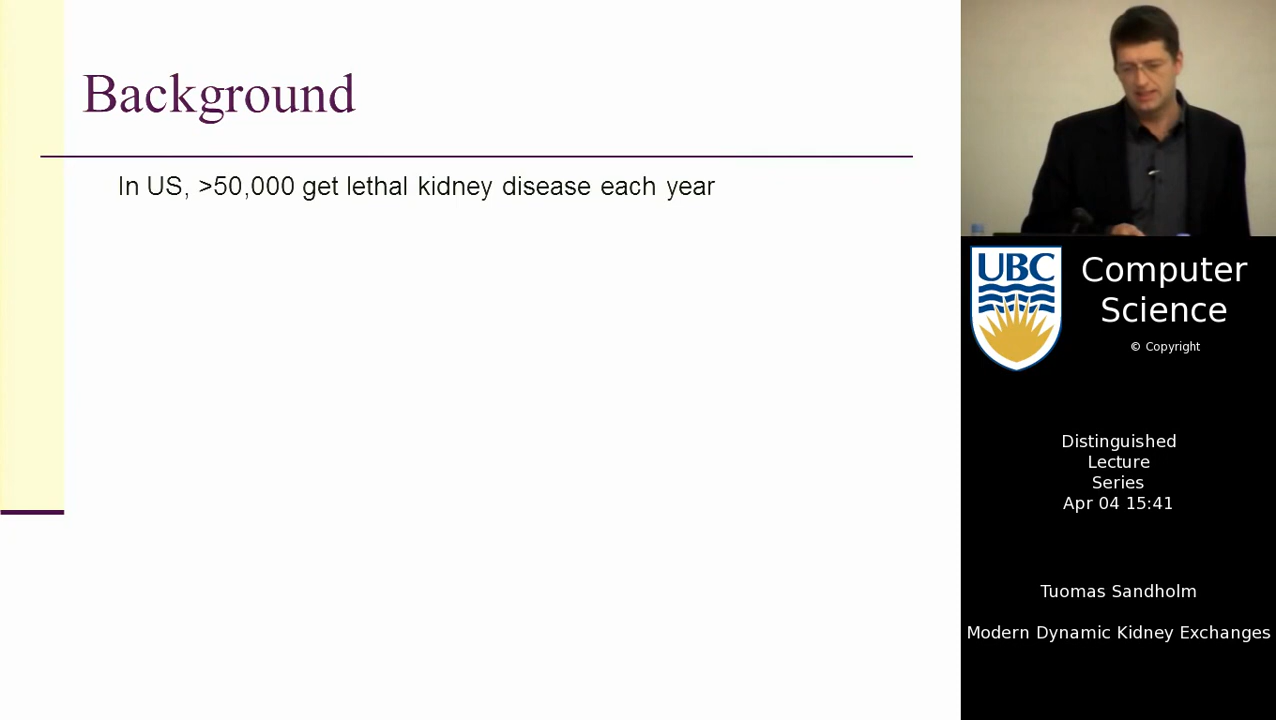 Background
In US, >50,000 get lethal kidney disease each year
UBC
Computer
Science
© Copyright
Distinguished
Lecture
Series
Apr 04 15:41
Tuomas Sandholm
Modern Dynamic Kidney Exchanges